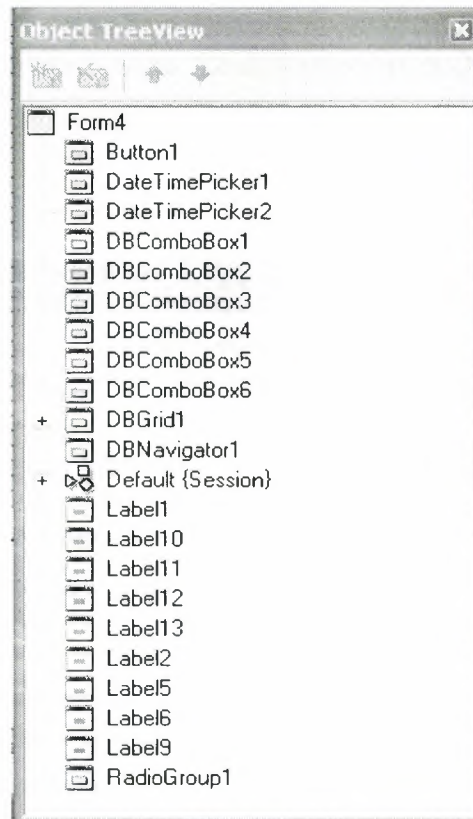 Object TreeView
Form4
Button1
DateTimePicker1
DateTimePicker2
DBComboBox1
DBComboBox2
DBComboBox3
DBComboBox4
DBComboBox5
DBComboBox6
+ DBGrid1
DBNavigator1
+ Default {Session}
Label1
Label10
Label11
Label12
Label13
Label2
Label5
Label6
Label9
RadioGroup1